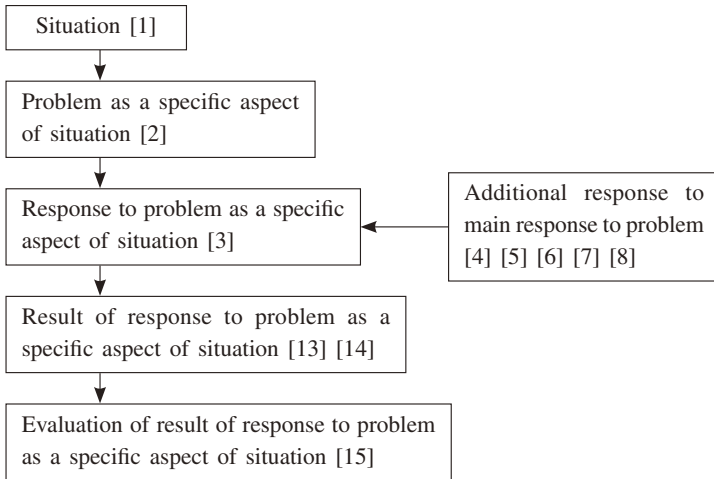 Situation [1]
Problem as a specific aspect
of situation [2]
Response to problem as a specific
aspect of situation [3]
Additional response to
main response to problem
[4] [5] [6] [7] [8]
Result of response to problem as a
specific aspect of situation [13] [14]
Evaluation of result of response to problem
as a specific aspect of situation [15]